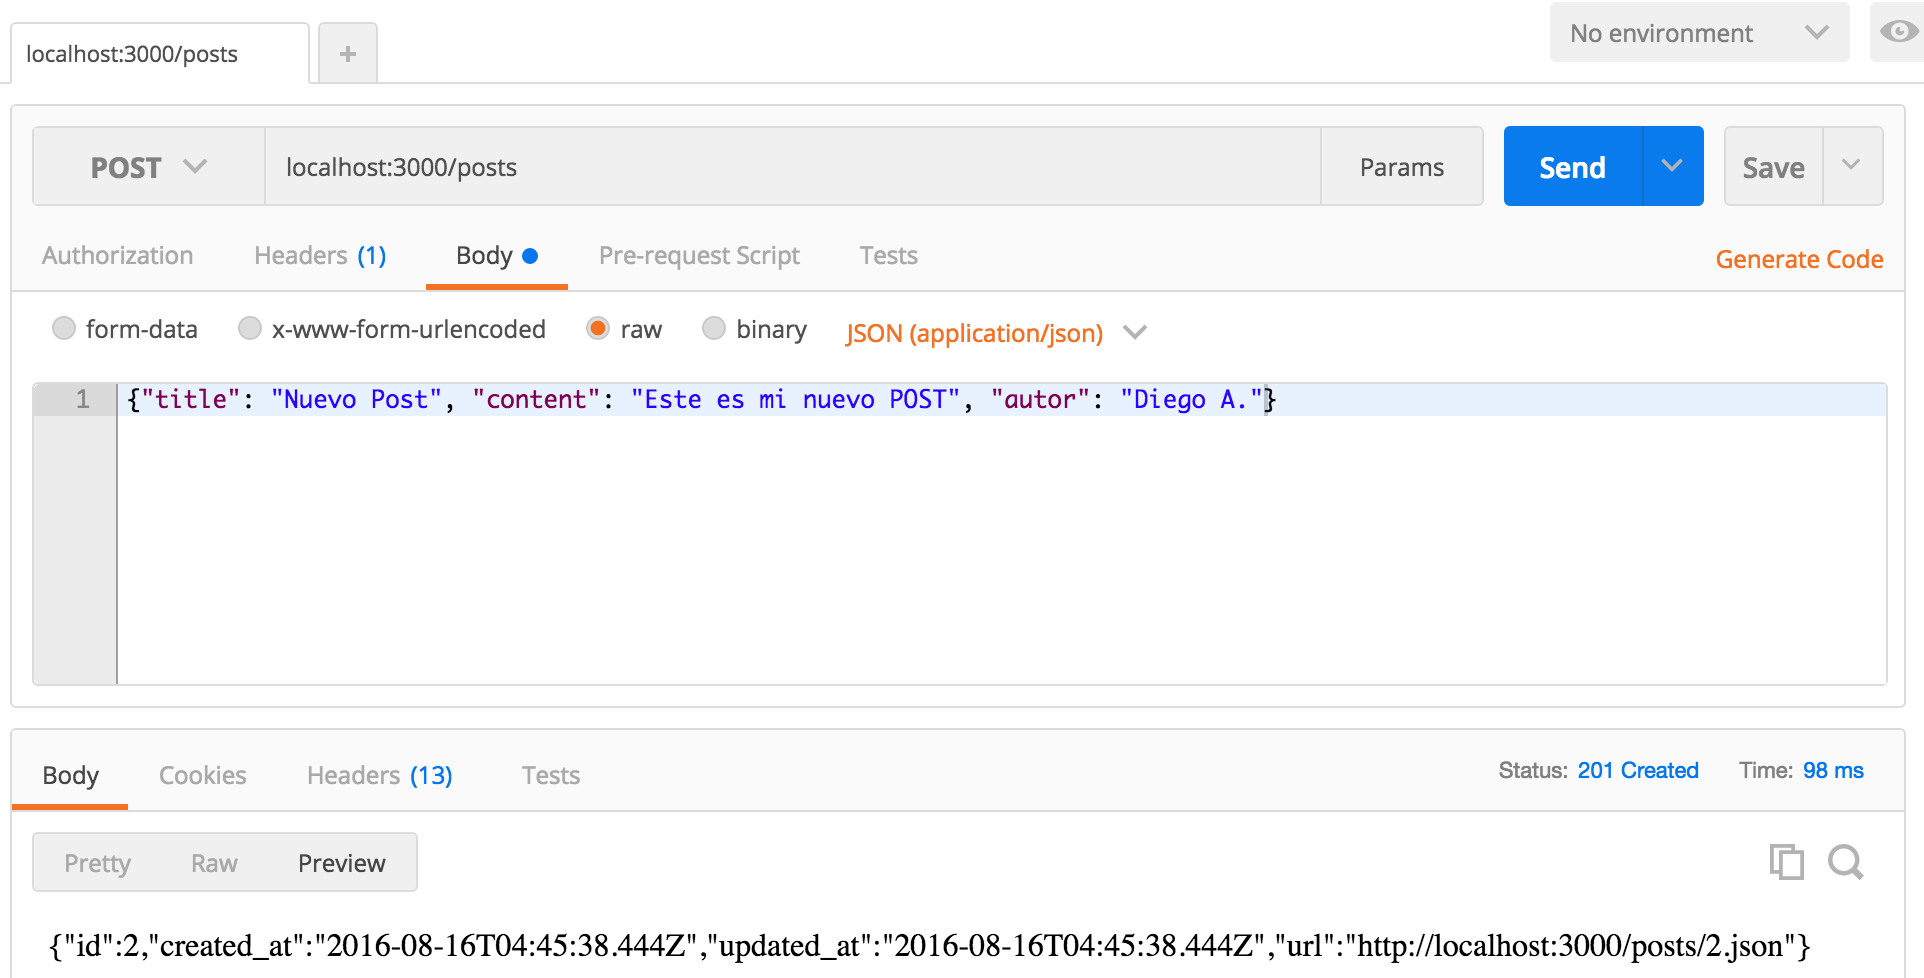 localhost:3000/posts +
No environment
POST localhost:3000/posts Params Send Save
Authorization Headers (1) Body Pre-request Script Tests Generate Code
form-data x-www-form-urlencoded raw binary JSON (application/json)
1 {"title": "Nuevo Post", "content": "Este es mi nuevo POST", "autor": "Diego A."}
Body Cookies Headers (13) Tests Status: 201 Created Time: 98 ms
Pretty Raw Preview
{"id":2,"created_at":"2016-08-16T04:45:38.444Z","updated_at":"2016-08-16T04:45:38.444Z","url":"http://localhost:3000/posts/2.json"}